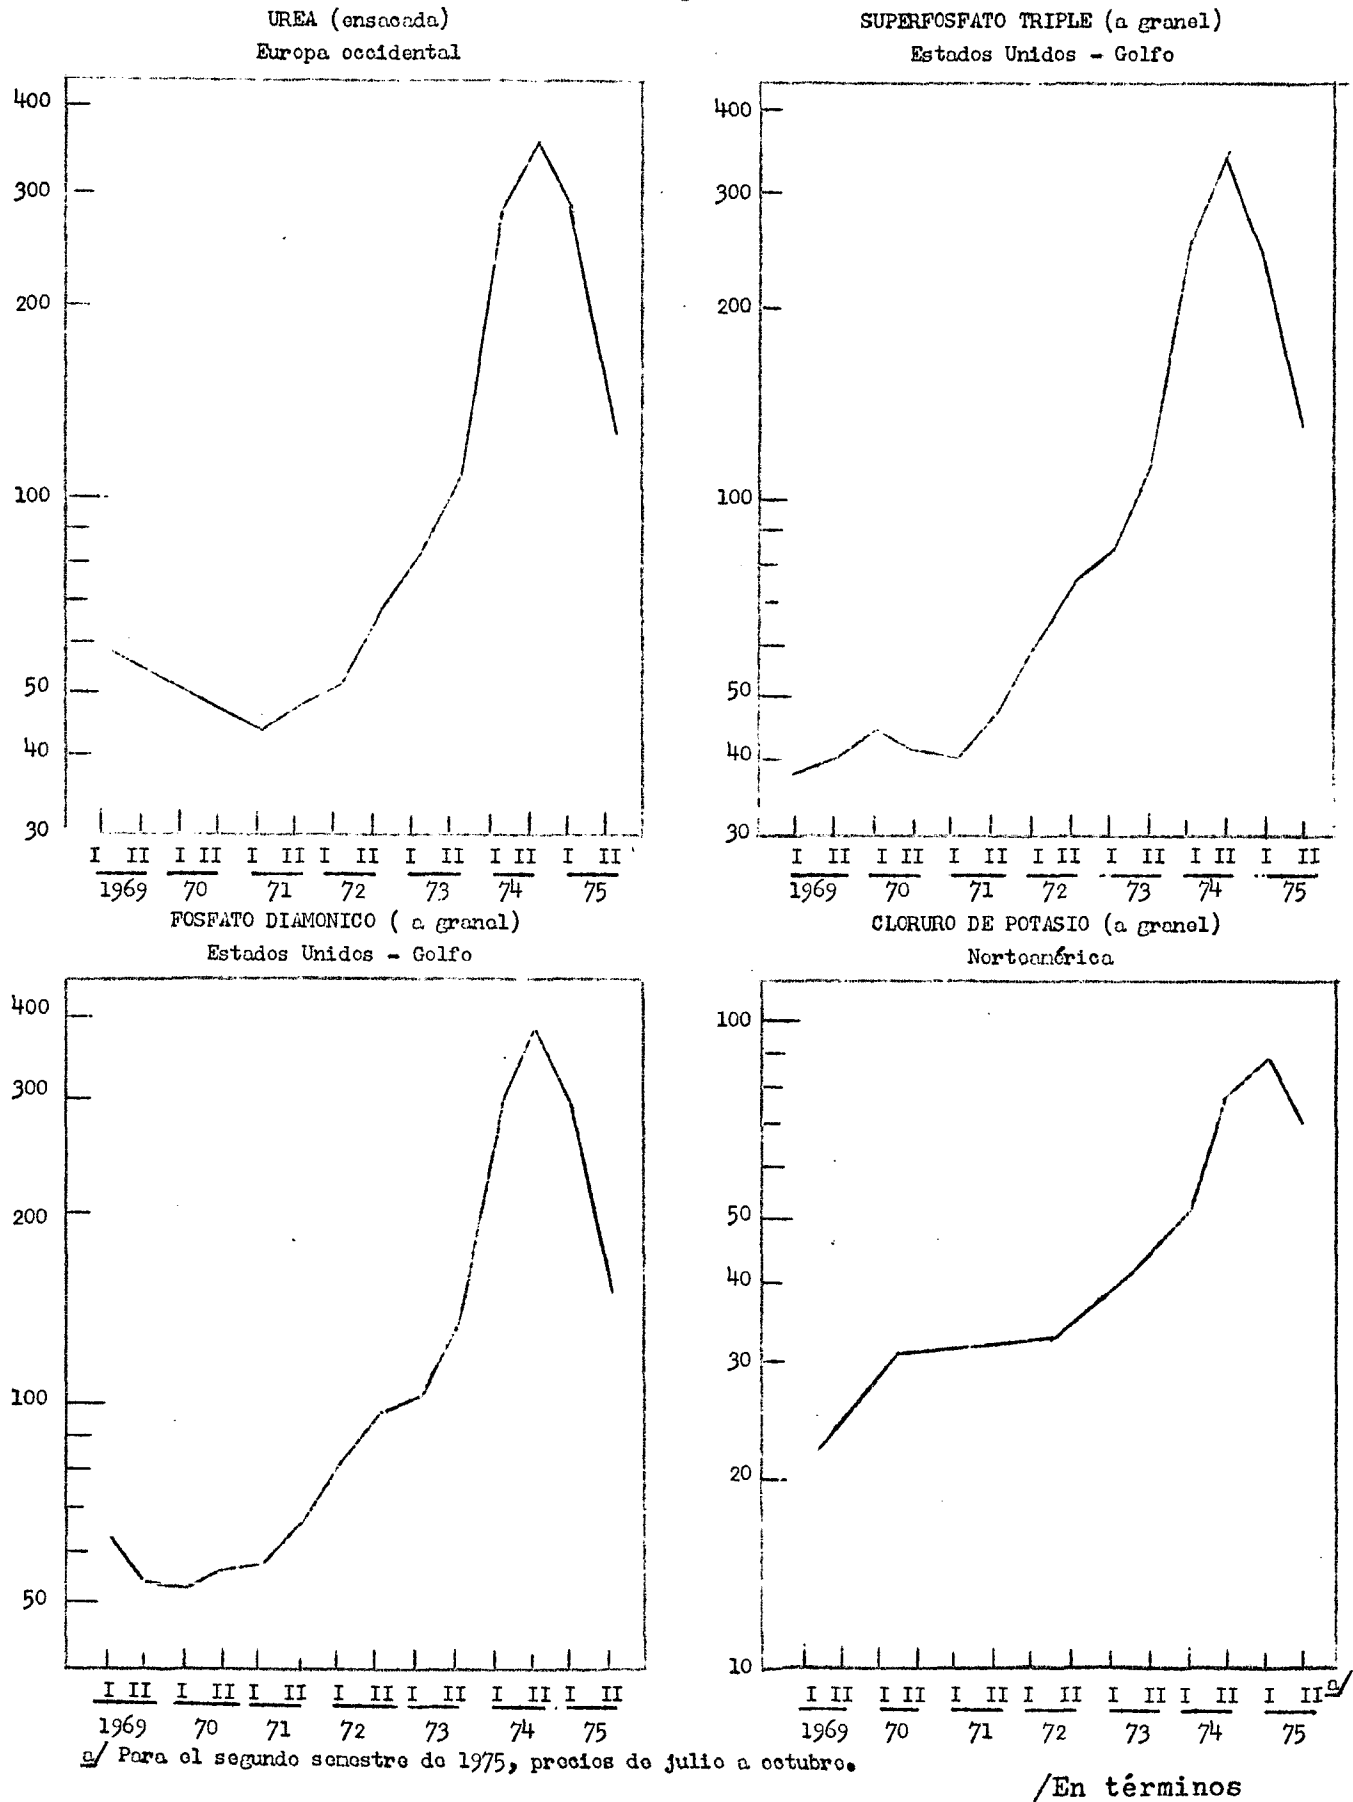 UREA (ensacada)
Europa occidental
400
300
200
100
50
40
30
I II I II I II I II I II I II I II
1969 70 71 72 73 74 75
SUPERFOSFATO TRIPLE (a granel)
Estados Unidos - Golfo
400
300
200
100
50
40
30
I II I II I II I II I II I II I II
1969 70 71 72 73 74 75
FOSFATO DIAMONICO ( a granel)
Estados Unidos - Golfo
400
300
200
100
50
I II I II I II I II I II I II I II
1969 70 71 72 73 74 75
CLORURO DE POTASIO (a granel)
Norteamérica
100
50
40
30
20
10
I II I II I II I II I II I II I II a/
1969 70 71 72 73 74 75
a/ Para el segundo semestre de 1975, precios de julio a octubre.
/En términos